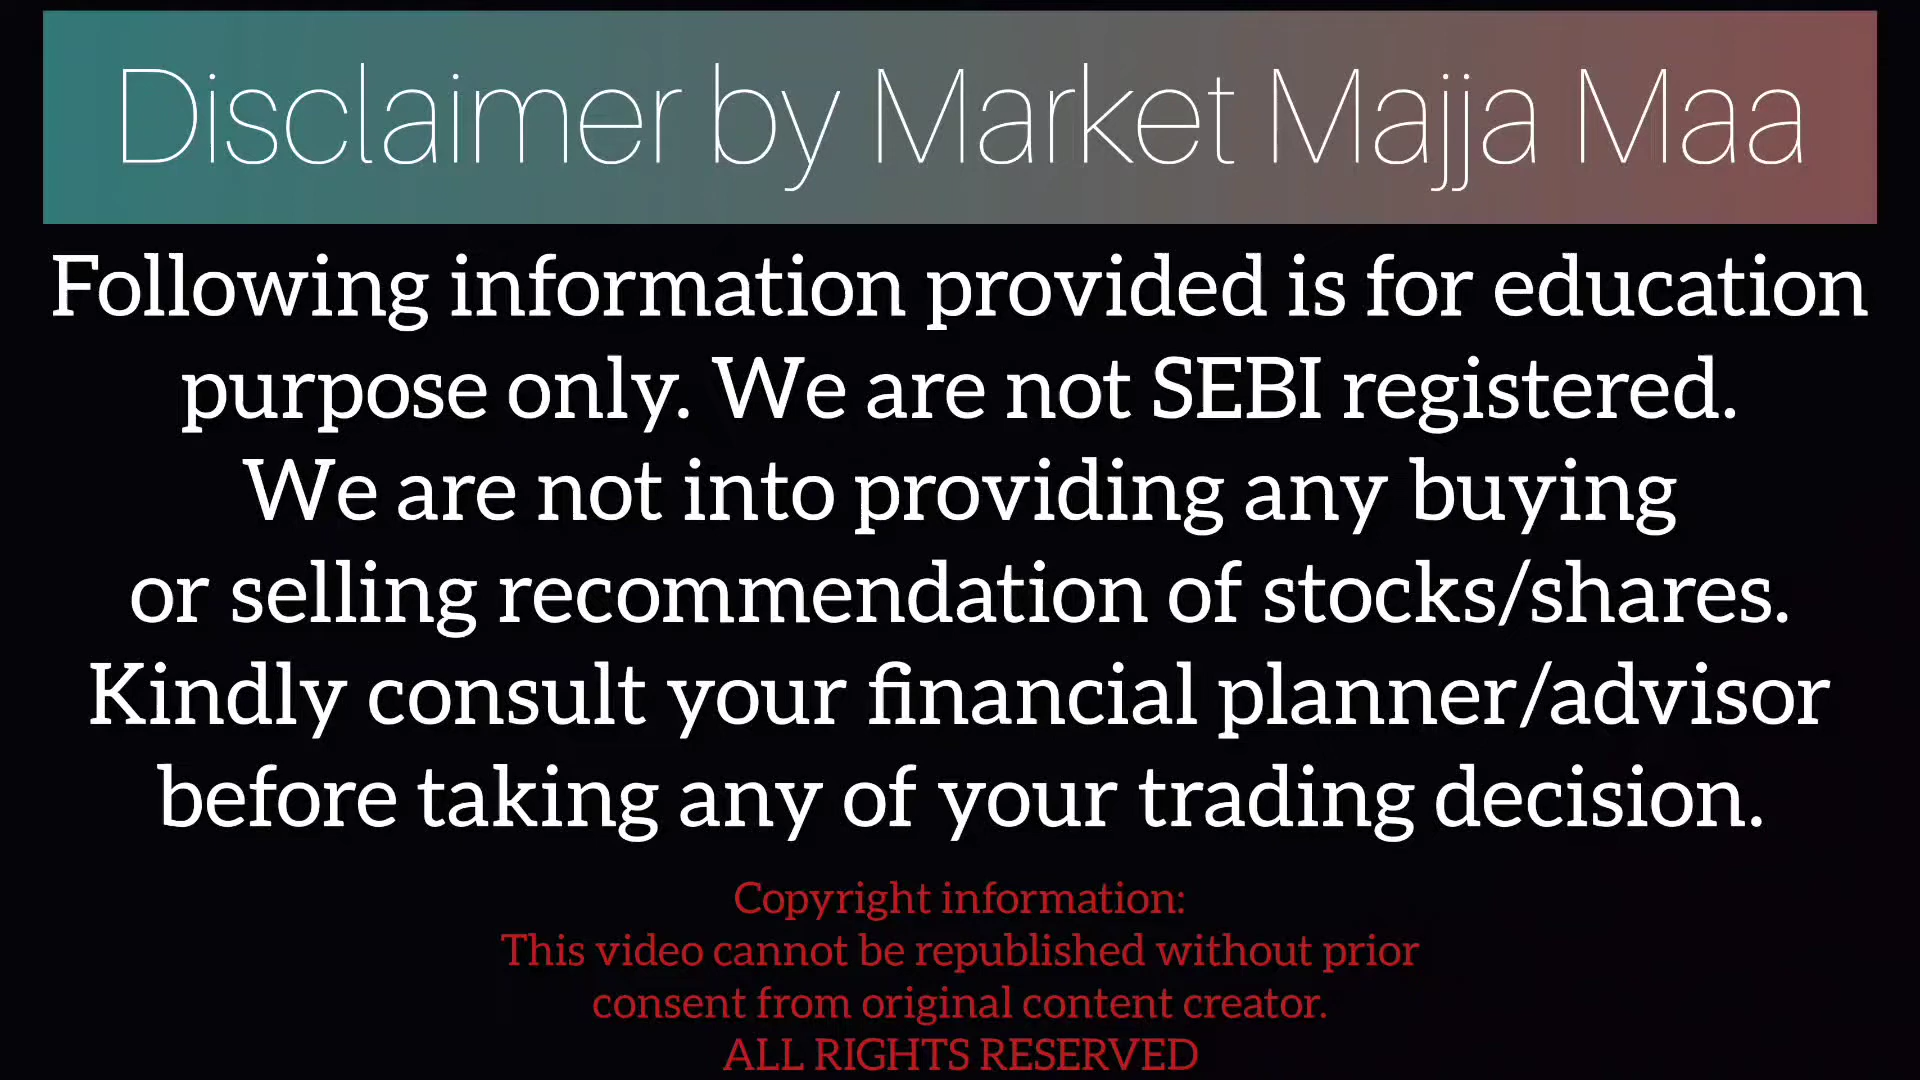 Disclaimer by Market Majja Maa
Following information provided is for education
purpose only. We are not SEBI registered.
We are not into providing any buying
or selling recommendation of stocks/shares.
Kindly consult your financial planner/advisor
before taking any of your trading decision.
Copyright information:
This video cannot be republished without prior
consent from original content creator.
ALL RIGHTS RESERVED